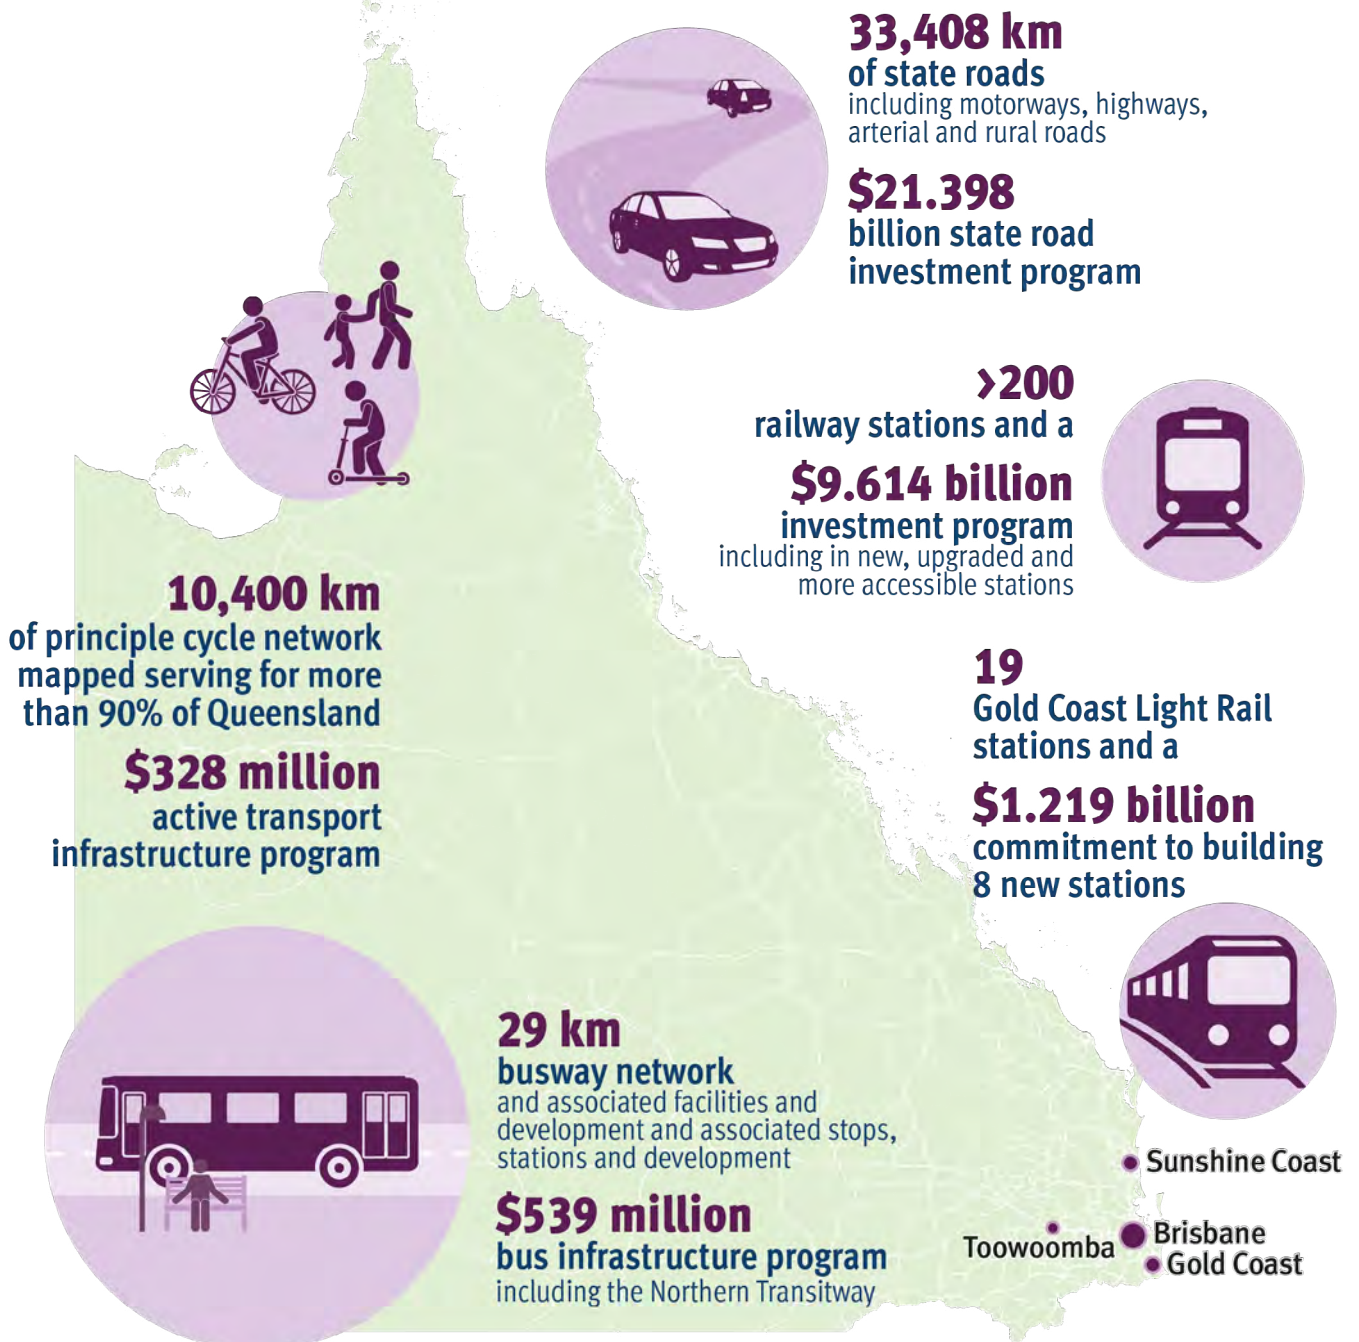 33,408 km
of state roads
including motorways, highways,
arterial and rural roads
$21.398
billion state road
investment program
>200
railway stations and a
$9.614 billion
investment program
including in new, upgraded and
more accessible stations
10,400 km
of principle cycle network
mapped serving for more
than 90% of Queensland
$328 million
active transport
infrastructure program
19
Gold Coast Light Rail
stations and a
$1.219 billion
commitment to building
8 new stations
29 km
busway network
and associated facilities and
development and associated stops,
stations and development
$539 million
bus infrastructure program
including the Northern Transitway
Sunshine Coast
Brisbane
Toowoomba
Gold Coast